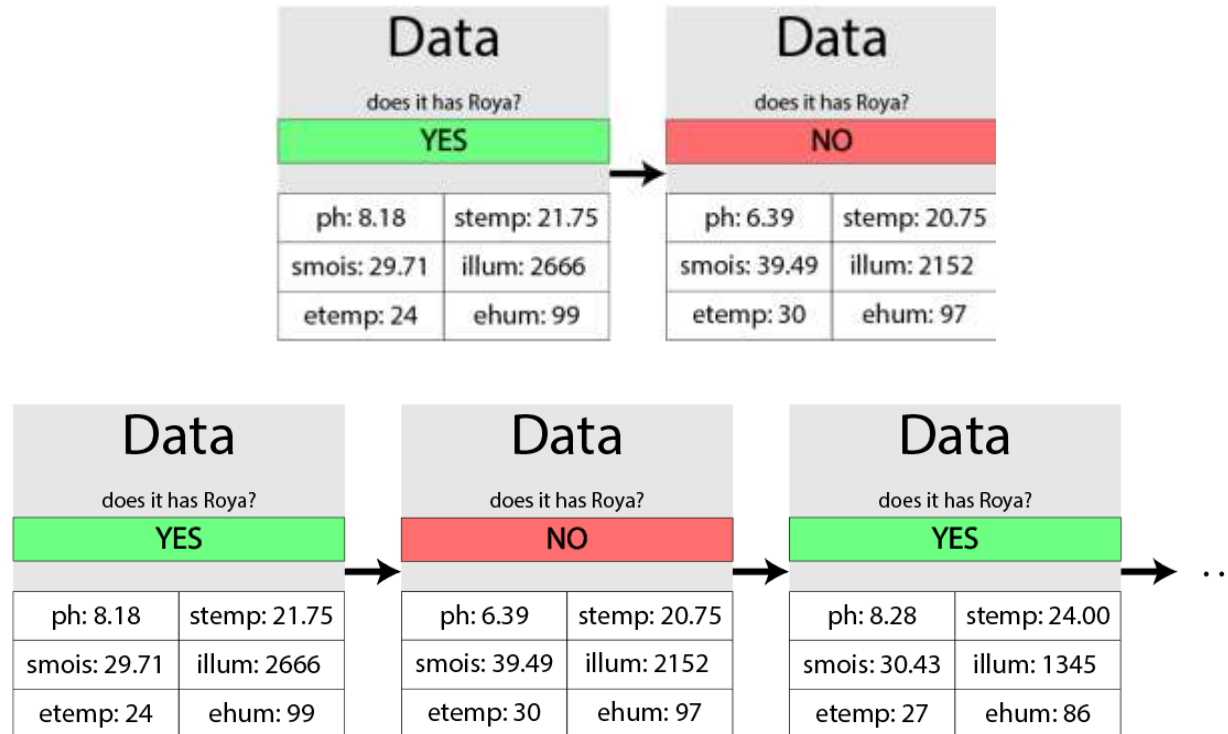 Data Data
does it has Roya? does it has Roya?
YES NO
ph: 8.18 stemp: 21.75 ph: 6.39 stemp: 20.75
smois: 29.71 illum: 2666 smois: 39.49 illum: 2152
etemp: 24 ehum: 99 etemp: 30 ehum: 97
Data Data Data
does it has Roya? does it has Roya? does it has Roya?
YES NO YES
..
ph: 8.18 stemp: 21.75 ph: 6.39 stemp: 20.75 ph: 8.28 stemp: 24.00
smois: 29.71 illum: 2666 smois: 39.49 illum: 2152 smois: 30.43 illum: 1345
etemp: 24 ehum: 99 etemp: 30 ehum: 97 etemp: 27 ehum: 86